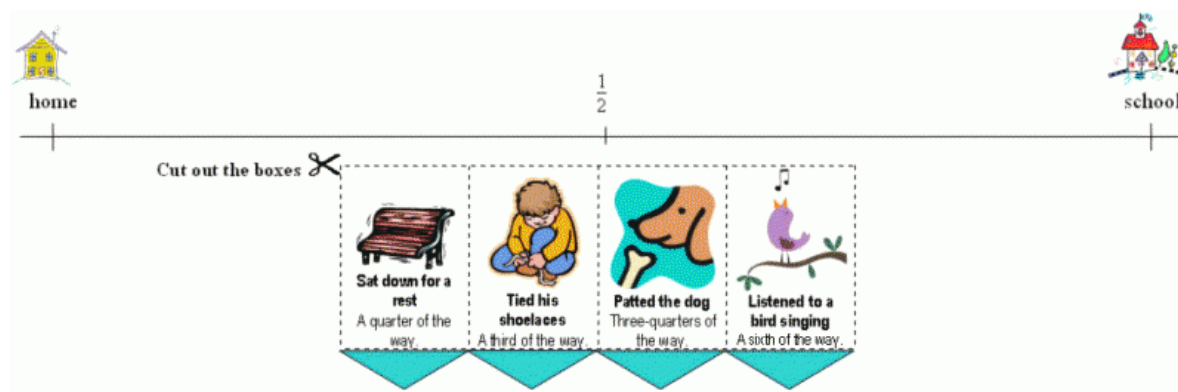 home
1
2
school
Cut out the boxes
Sat down for a
rest
A quarter of the
way.
Tied his
shoelaces
A third of the way.
Patted the dog
Three-quarters of
the way.
Listened to a
bird singing
A sixth of the way.